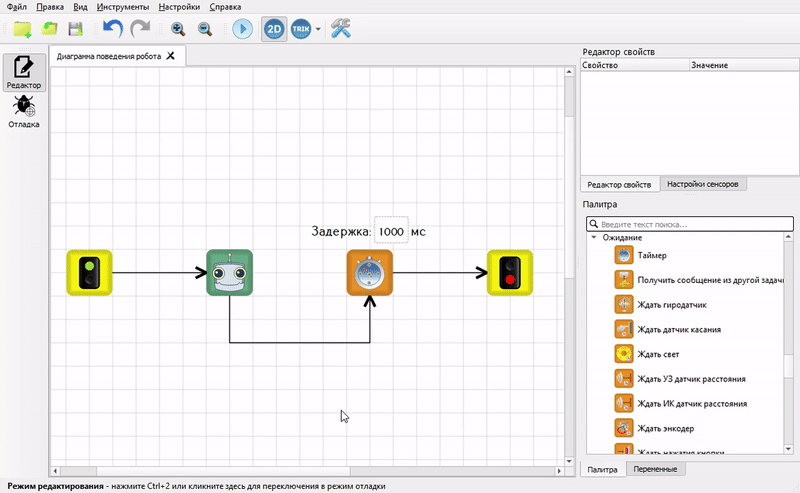 Файл Правка Вид Инструменты Настройки Справка
2D TRIK
Диаграмма поведения робота
Редактор
Отладка
Задержка: 1000 мс
Редактор свойств
Свойство Значение
Редактор свойств Настройки сенсоров
Палитра
Введите текст поиска...
Ожидание
Таймер
Получить сообщение из другой задачи
Ждать гиродатчик
Ждать датчик касания
Ждать свет
Ждать УЗ датчик расстояния
Ждать ИК датчик расстояния
Ждать энкодер
Ждать нажатия кнопки
Палитра Переменные
Режим редактирования - нажмите Ctrl+2 или кликните здесь для переключения в режим отладки